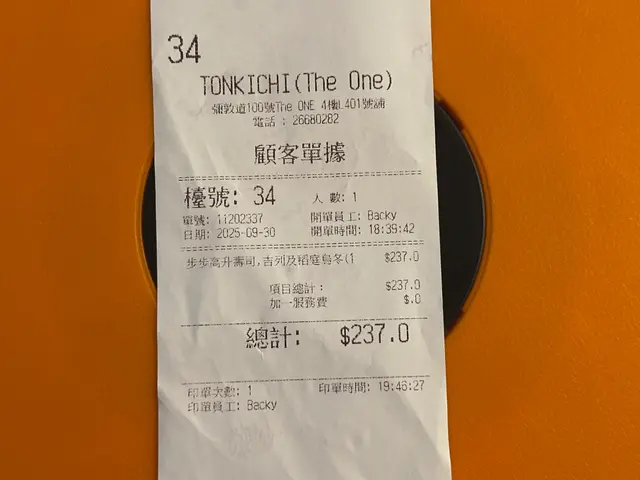 34
TONKICHI(The One)
彌敦道100號The ONE 4樓L401號舖
電話 : 26680282
顧客單據
檯號: 34 人 數: 1
單號: 11202337 開單員工: Backy
日期: 2025-09-30 開單時間: 18:39:42
步步高升壽司,吉列及稻庭烏冬(1 $237.0
項目總計: $237.0
加一服務費 $.0
總計: $237.0
印單次數: 1 印單時間: 19:46:27
印單員工: Backy